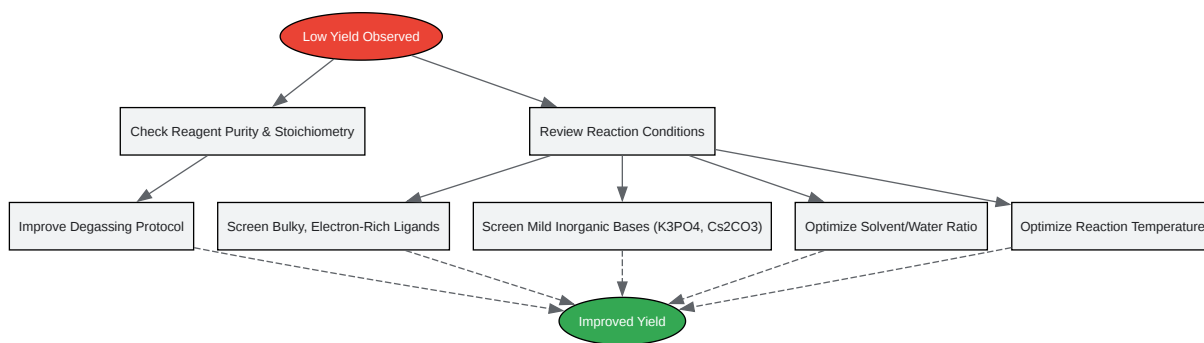 Low Yield Observed
Check Reagent Purity & Stoichiometry
Review Reaction Conditions
Improve Degassing Protocol
Screen Bulky, Electron-Rich Ligands
Screen Mild Inorganic Bases (K3PO4, Cs2CO3)
Optimize Solvent/Water Ratio
Optimize Reaction Temperature
Improved Yield